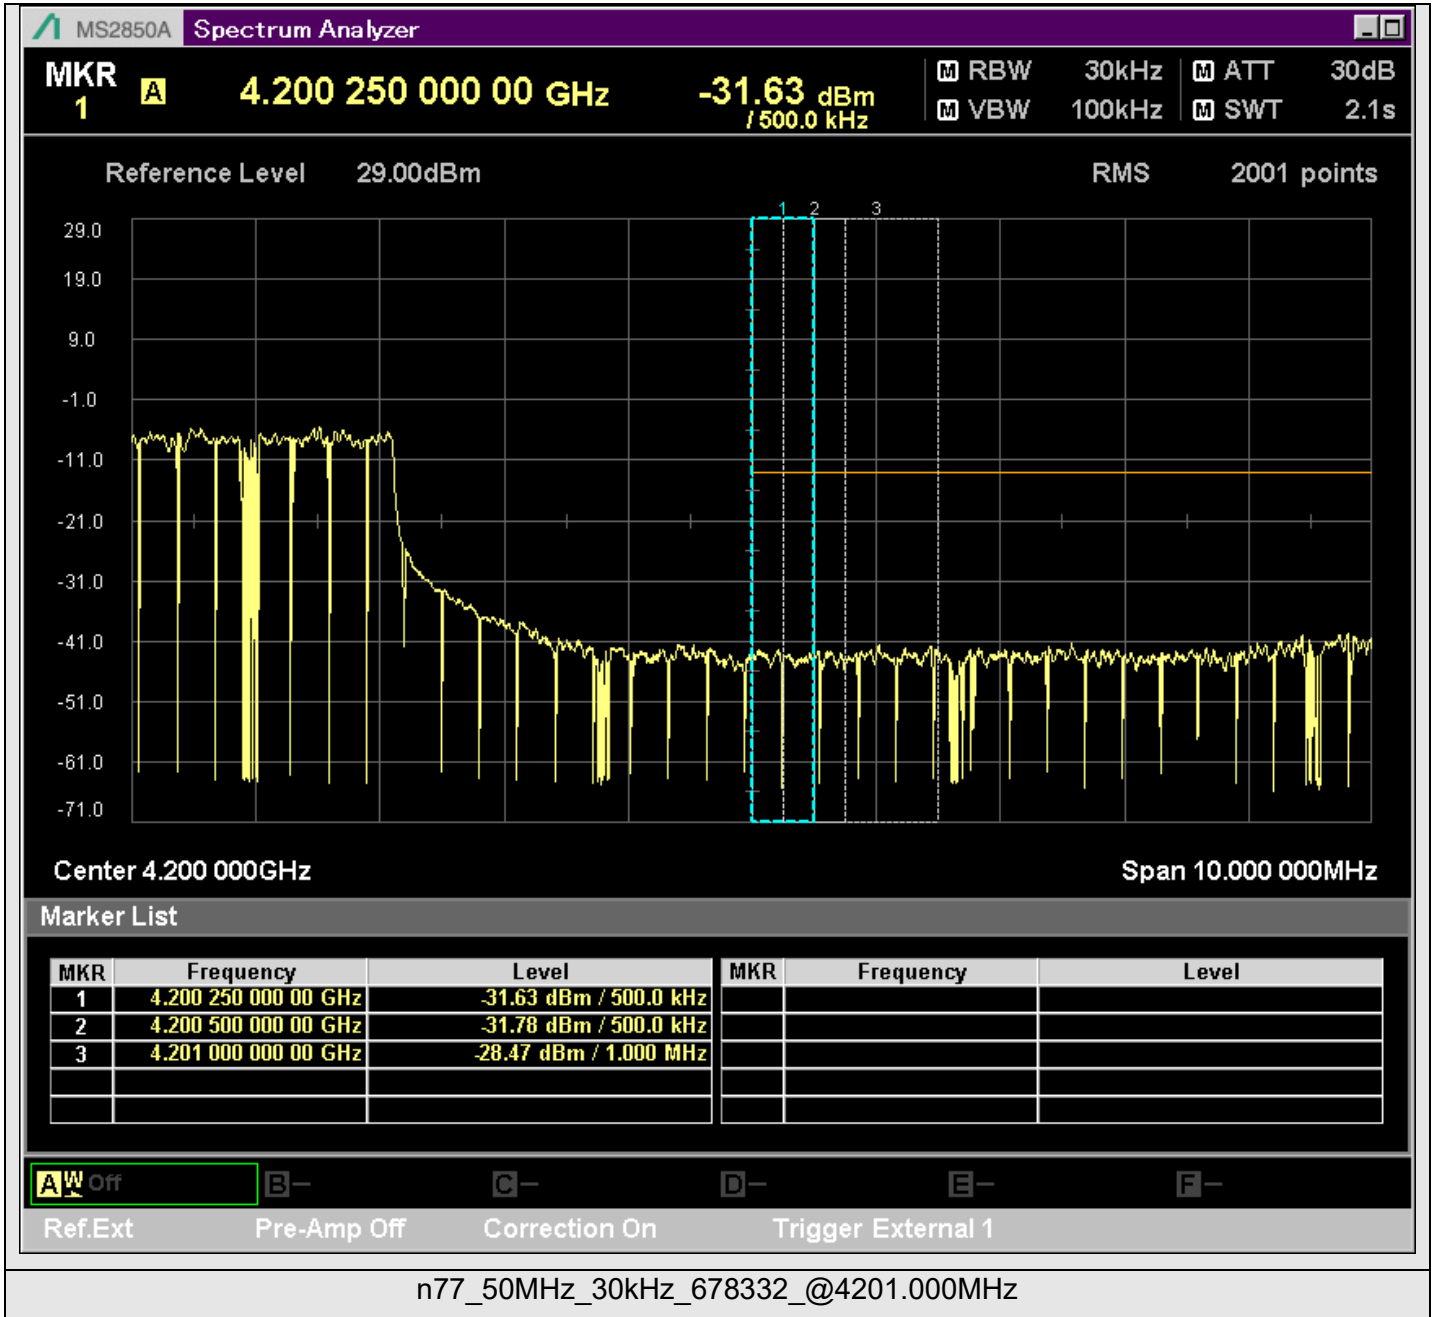 MS2850A Spectrum Analyzer
MKR 1 A 4.200 250 000 00 GHz -31.63 dBm / 500.0 kHz
M RBW 30kHz M ATT 30dB
M VBW 100kHz M SWT 2.1s
Reference Level 29.00dBm RMS 2001 points
1 2 3
29.0
19.0
9.0
-1.0
-11.0
-21.0
-31.0
-41.0
-51.0
-61.0
-71.0
Center 4.200 000GHz Span 10.000 000MHz
Marker List
MKR Frequency Level MKR Frequency Level
1 4.200 250 000 00 GHz -31.63 dBm / 500.0 kHz
2 4.200 500 000 00 GHz -31.78 dBm / 500.0 kHz
3 4.201 000 000 00 GHz -28.47 dBm / 1.000 MHz
A W Off B – C – D – E – F –
Ref.Ext Pre-Amp Off Correction On Trigger External 1
n77_50MHz_30kHz_678332_@4201.000MHz